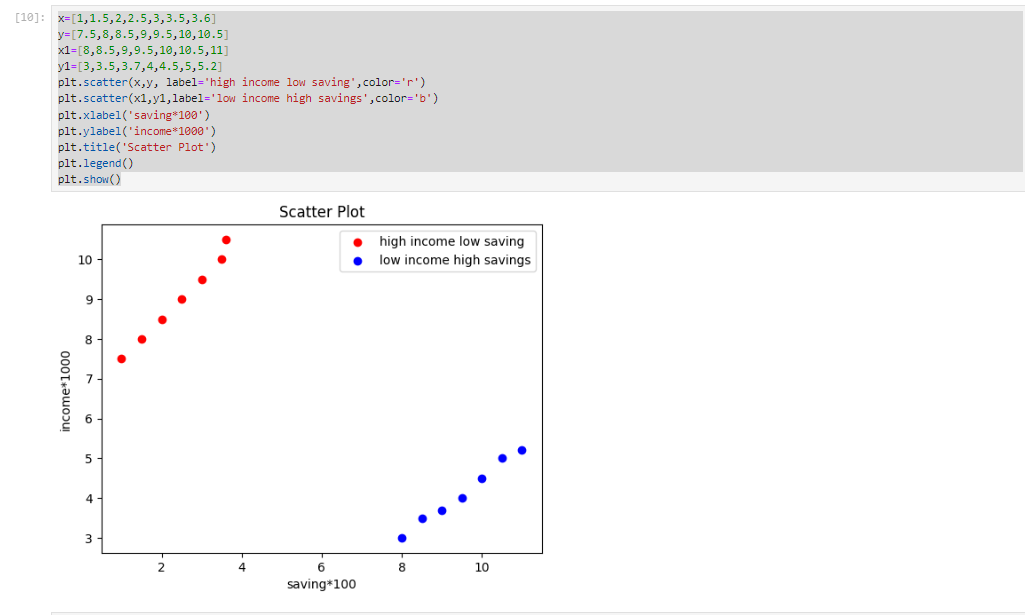 [10]:
x=[1,1.5,2,2.5,3,3.5,3.6]
y=[7.5,8,8.5,9,9.5,10,10.5]
x1=[8,8.5,9,9.5,10,10.5,11]
y1=[3,3.5,3.7,4,4.5,5,5.2]
plt.scatter(x,y, label='high income low saving',color='r')
plt.scatter(x1,y1,label='low income high savings',color='b')
plt.xlabel('saving*100')
plt.ylabel('income*1000')
plt.title('Scatter Plot')
plt.legend()
plt.show()
Scatter Plot
high income low saving
low income high savings
10
9
8
7
6
5
4
3
income*1000
2 4 6 8 10
saving*100